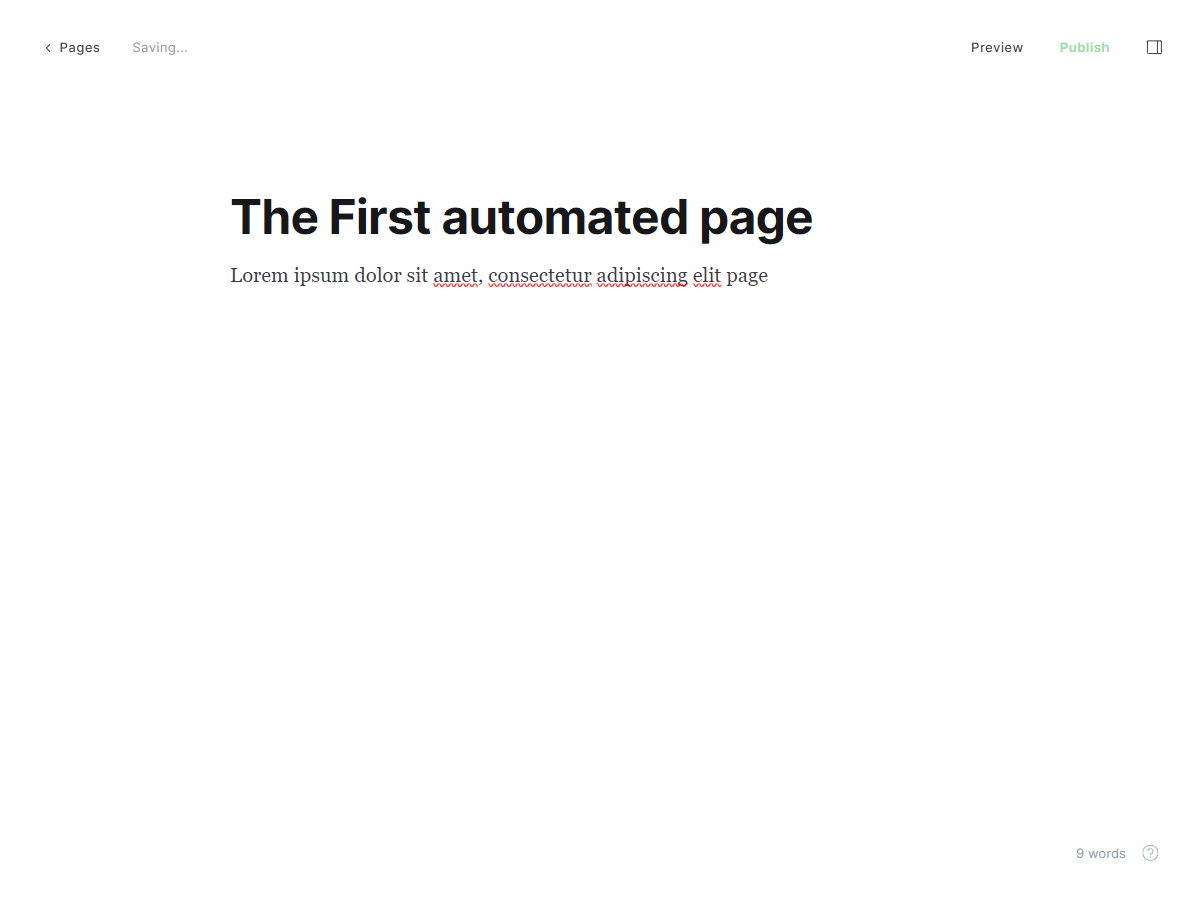 Pages Saving... Preview Publish
The First automated page
Lorem ipsum dolor sit amet, consectetur adipiscing elit page
9 words ?